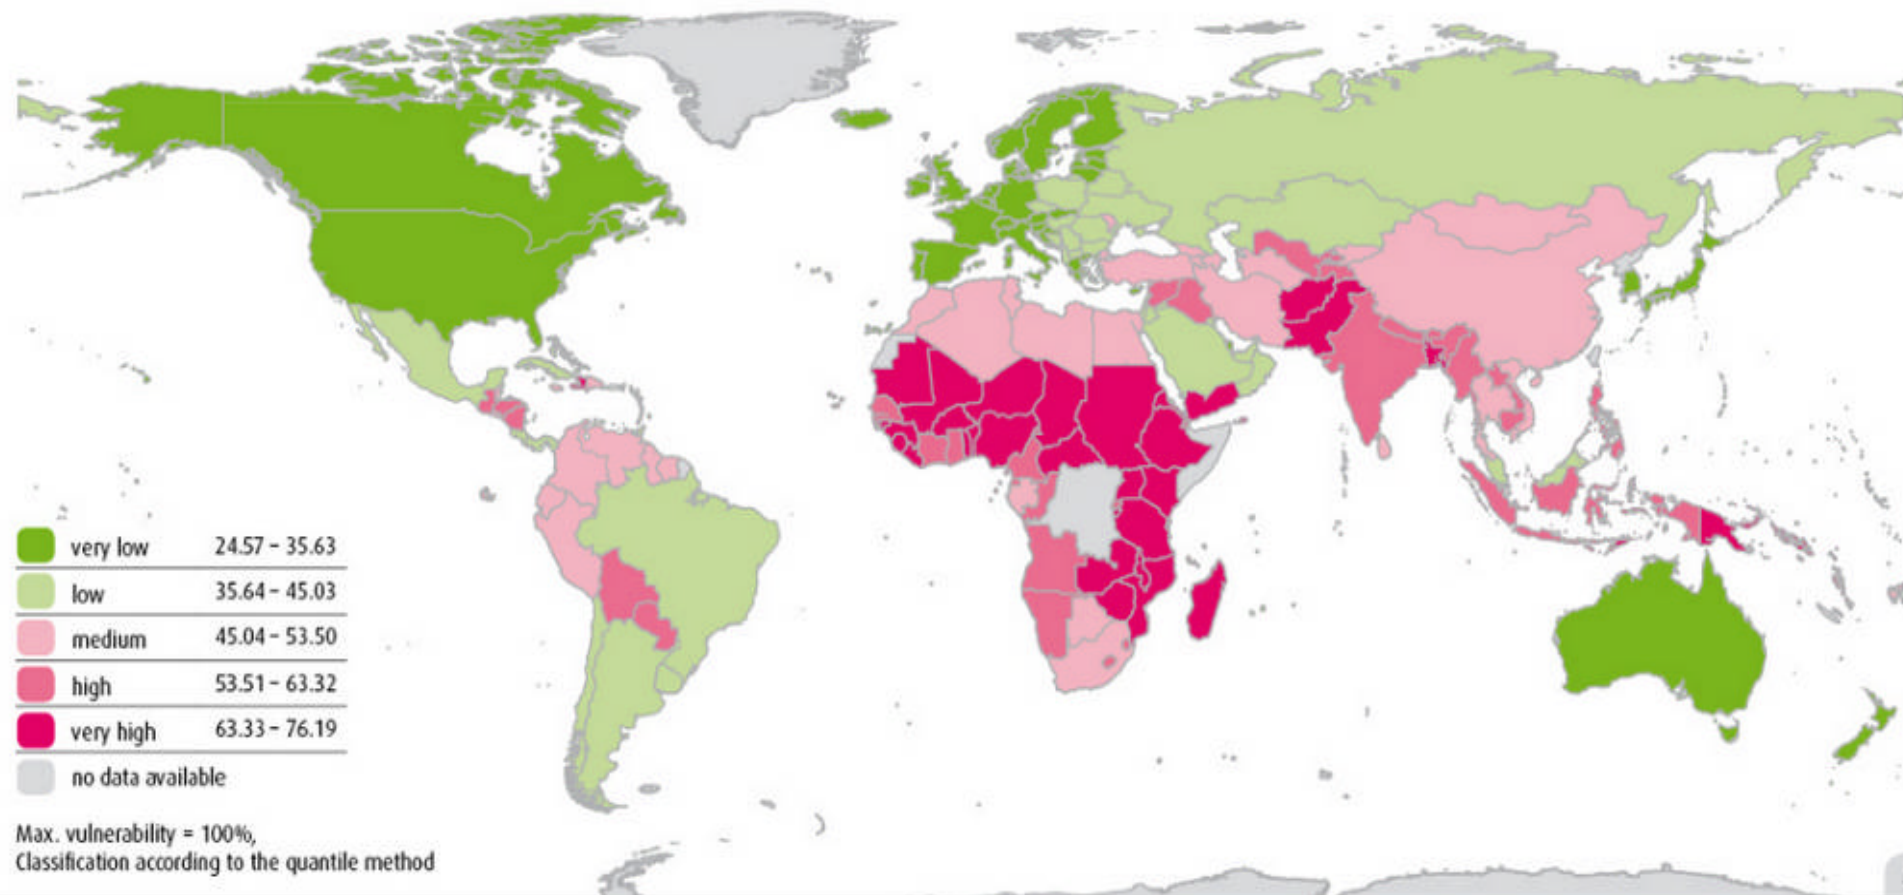 very low 24.57 – 35.63
low 35.64 – 45.03
medium 45.04 – 53.50
high 53.51 – 63.32
very high 63.33 – 76.19
no data available
Max. vulnerability = 100%,
Classification according to the quantile method